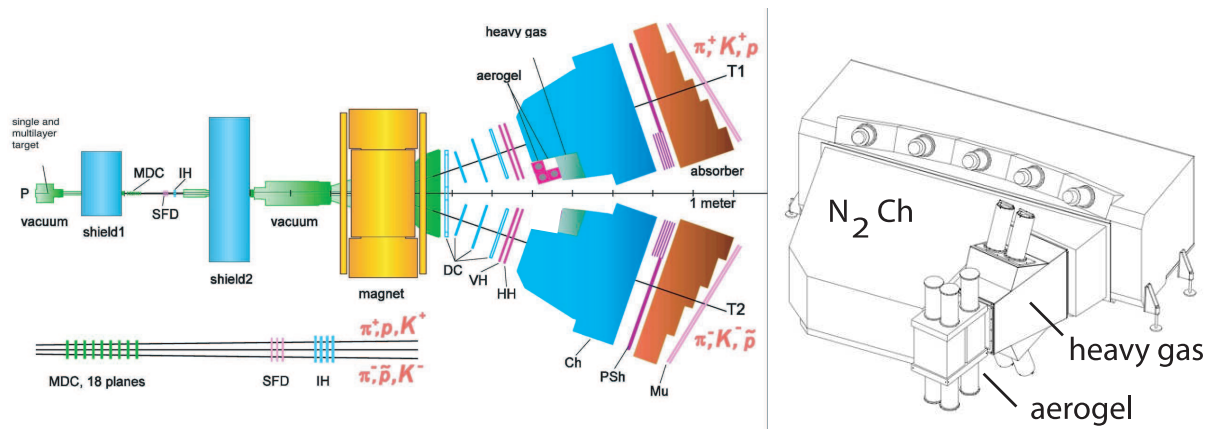 single and
multilayer
target
P
vacuum
shield1
MDC
IH
SFD
shield2
vacuum
magnet
heavy gas
aerogel
π⁺,K⁺,p
T1
absorber
1 meter
DC
VH
HH
T2
π⁻,K⁻,p̃
Ch
PSh
Mu
π⁺,p,K⁺
π⁻,p̃,K⁻
MDC, 18 planes
SFD
IH
N₂ Ch
heavy gas
aerogel